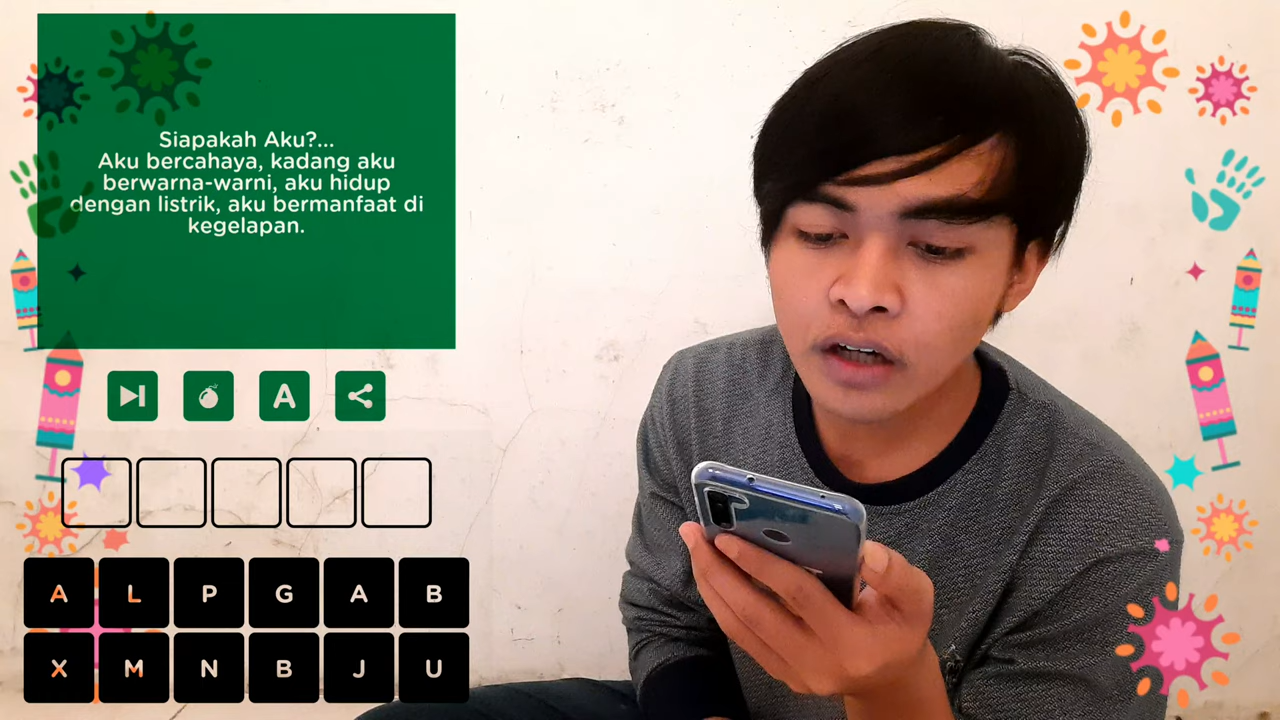 Siapakah Aku?...
Aku bercahaya, kadang aku
berwarna-warni, aku hidup
dengan listrik, aku bermanfaat di
kegelapan.
A
A L P G A B
X M N B J U